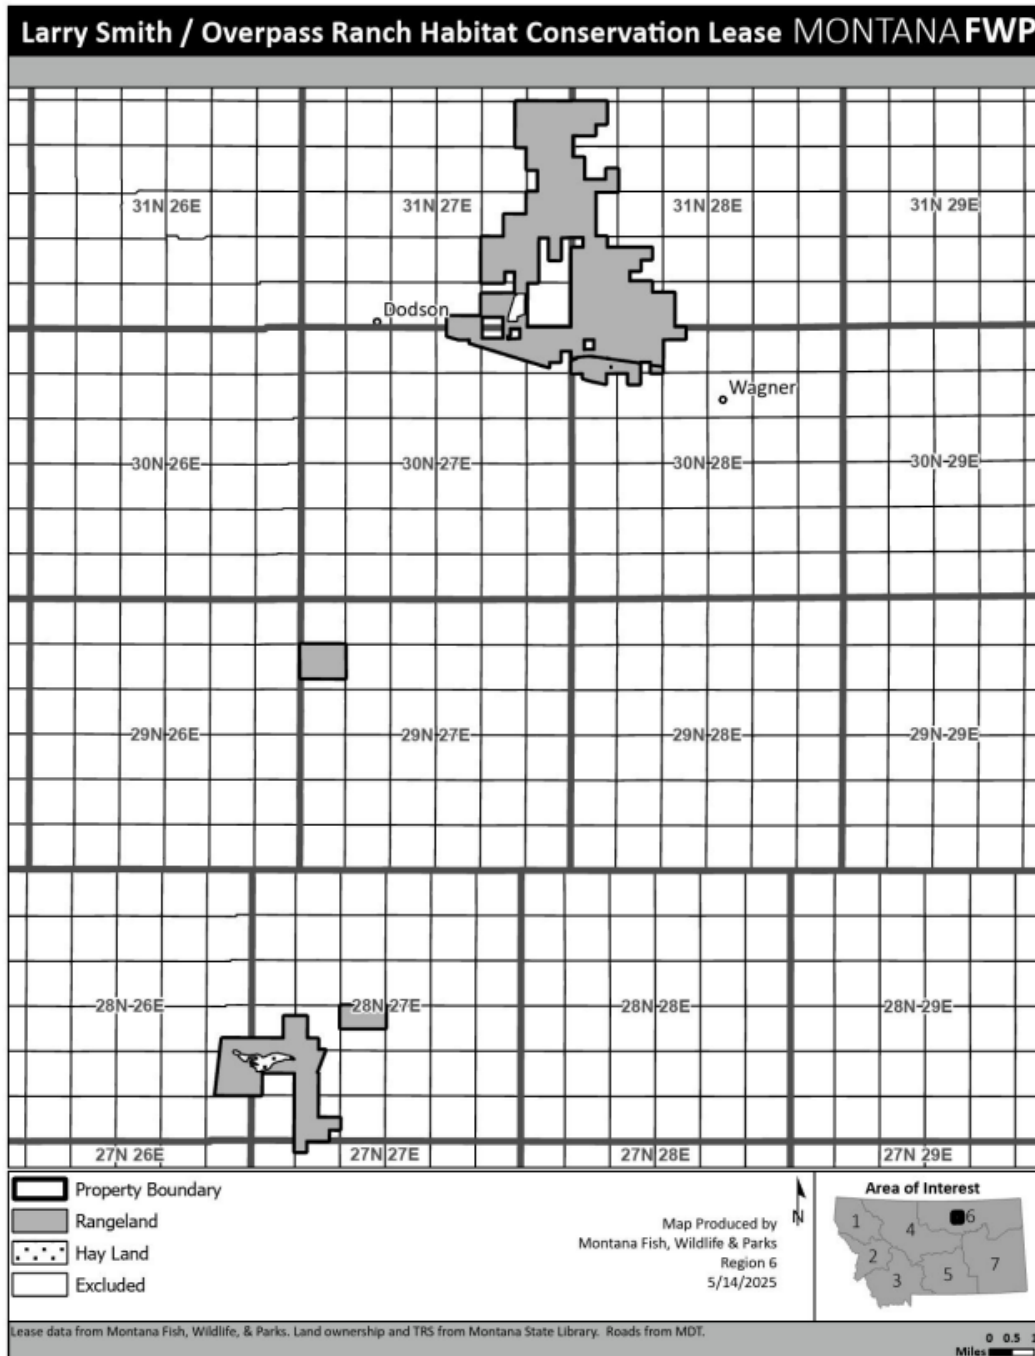 Larry Smith / Overpass Ranch Habitat Conservation Lease MONTANA FWP
31N 26E
31N 27E
31N 28E
31N 29E
Dodson
Wagner
30N 26E
30N 27E
30N 28E
30N 29E
29N 26E
29N 27E
29N 28E
29N 29E
28N 26E
28N 27E
28N 28E
28N 29E
27N 26E
27N 27E
27N 28E
27N 29E
Property Boundary
Rangeland
Hay Land
Excluded
Map Produced by
Montana Fish, Wildlife & Parks
Region 6
5/14/2025
N
Area of Interest
1
2
3
4
5
6
7
Lease data from Montana Fish, Wildlife, & Parks. Land ownership and TRS from Montana State Library. Roads from MDT.
0 0.5 1
Miles